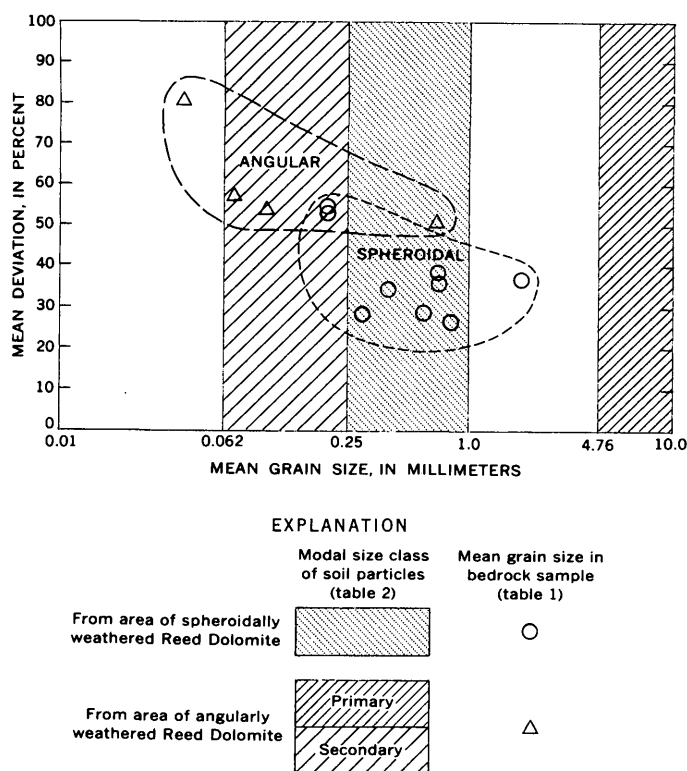 100
90
80
70
60
50
40
30
20
10
0
MEAN DEVIATION, IN PERCENT
ANGULAR
SPHEROIDAL
0.01 0.062 0.25 1.0 4.76 10.0
MEAN GRAIN SIZE, IN MILLIMETERS
EXPLANATION
Modal size class
of soil particles
(table 2)
Mean grain size in
bedrock sample
(table 1)
From area of spheroidally
weathered Reed Dolomite
From area of angularly
weathered Reed Dolomite
Primary
Secondary